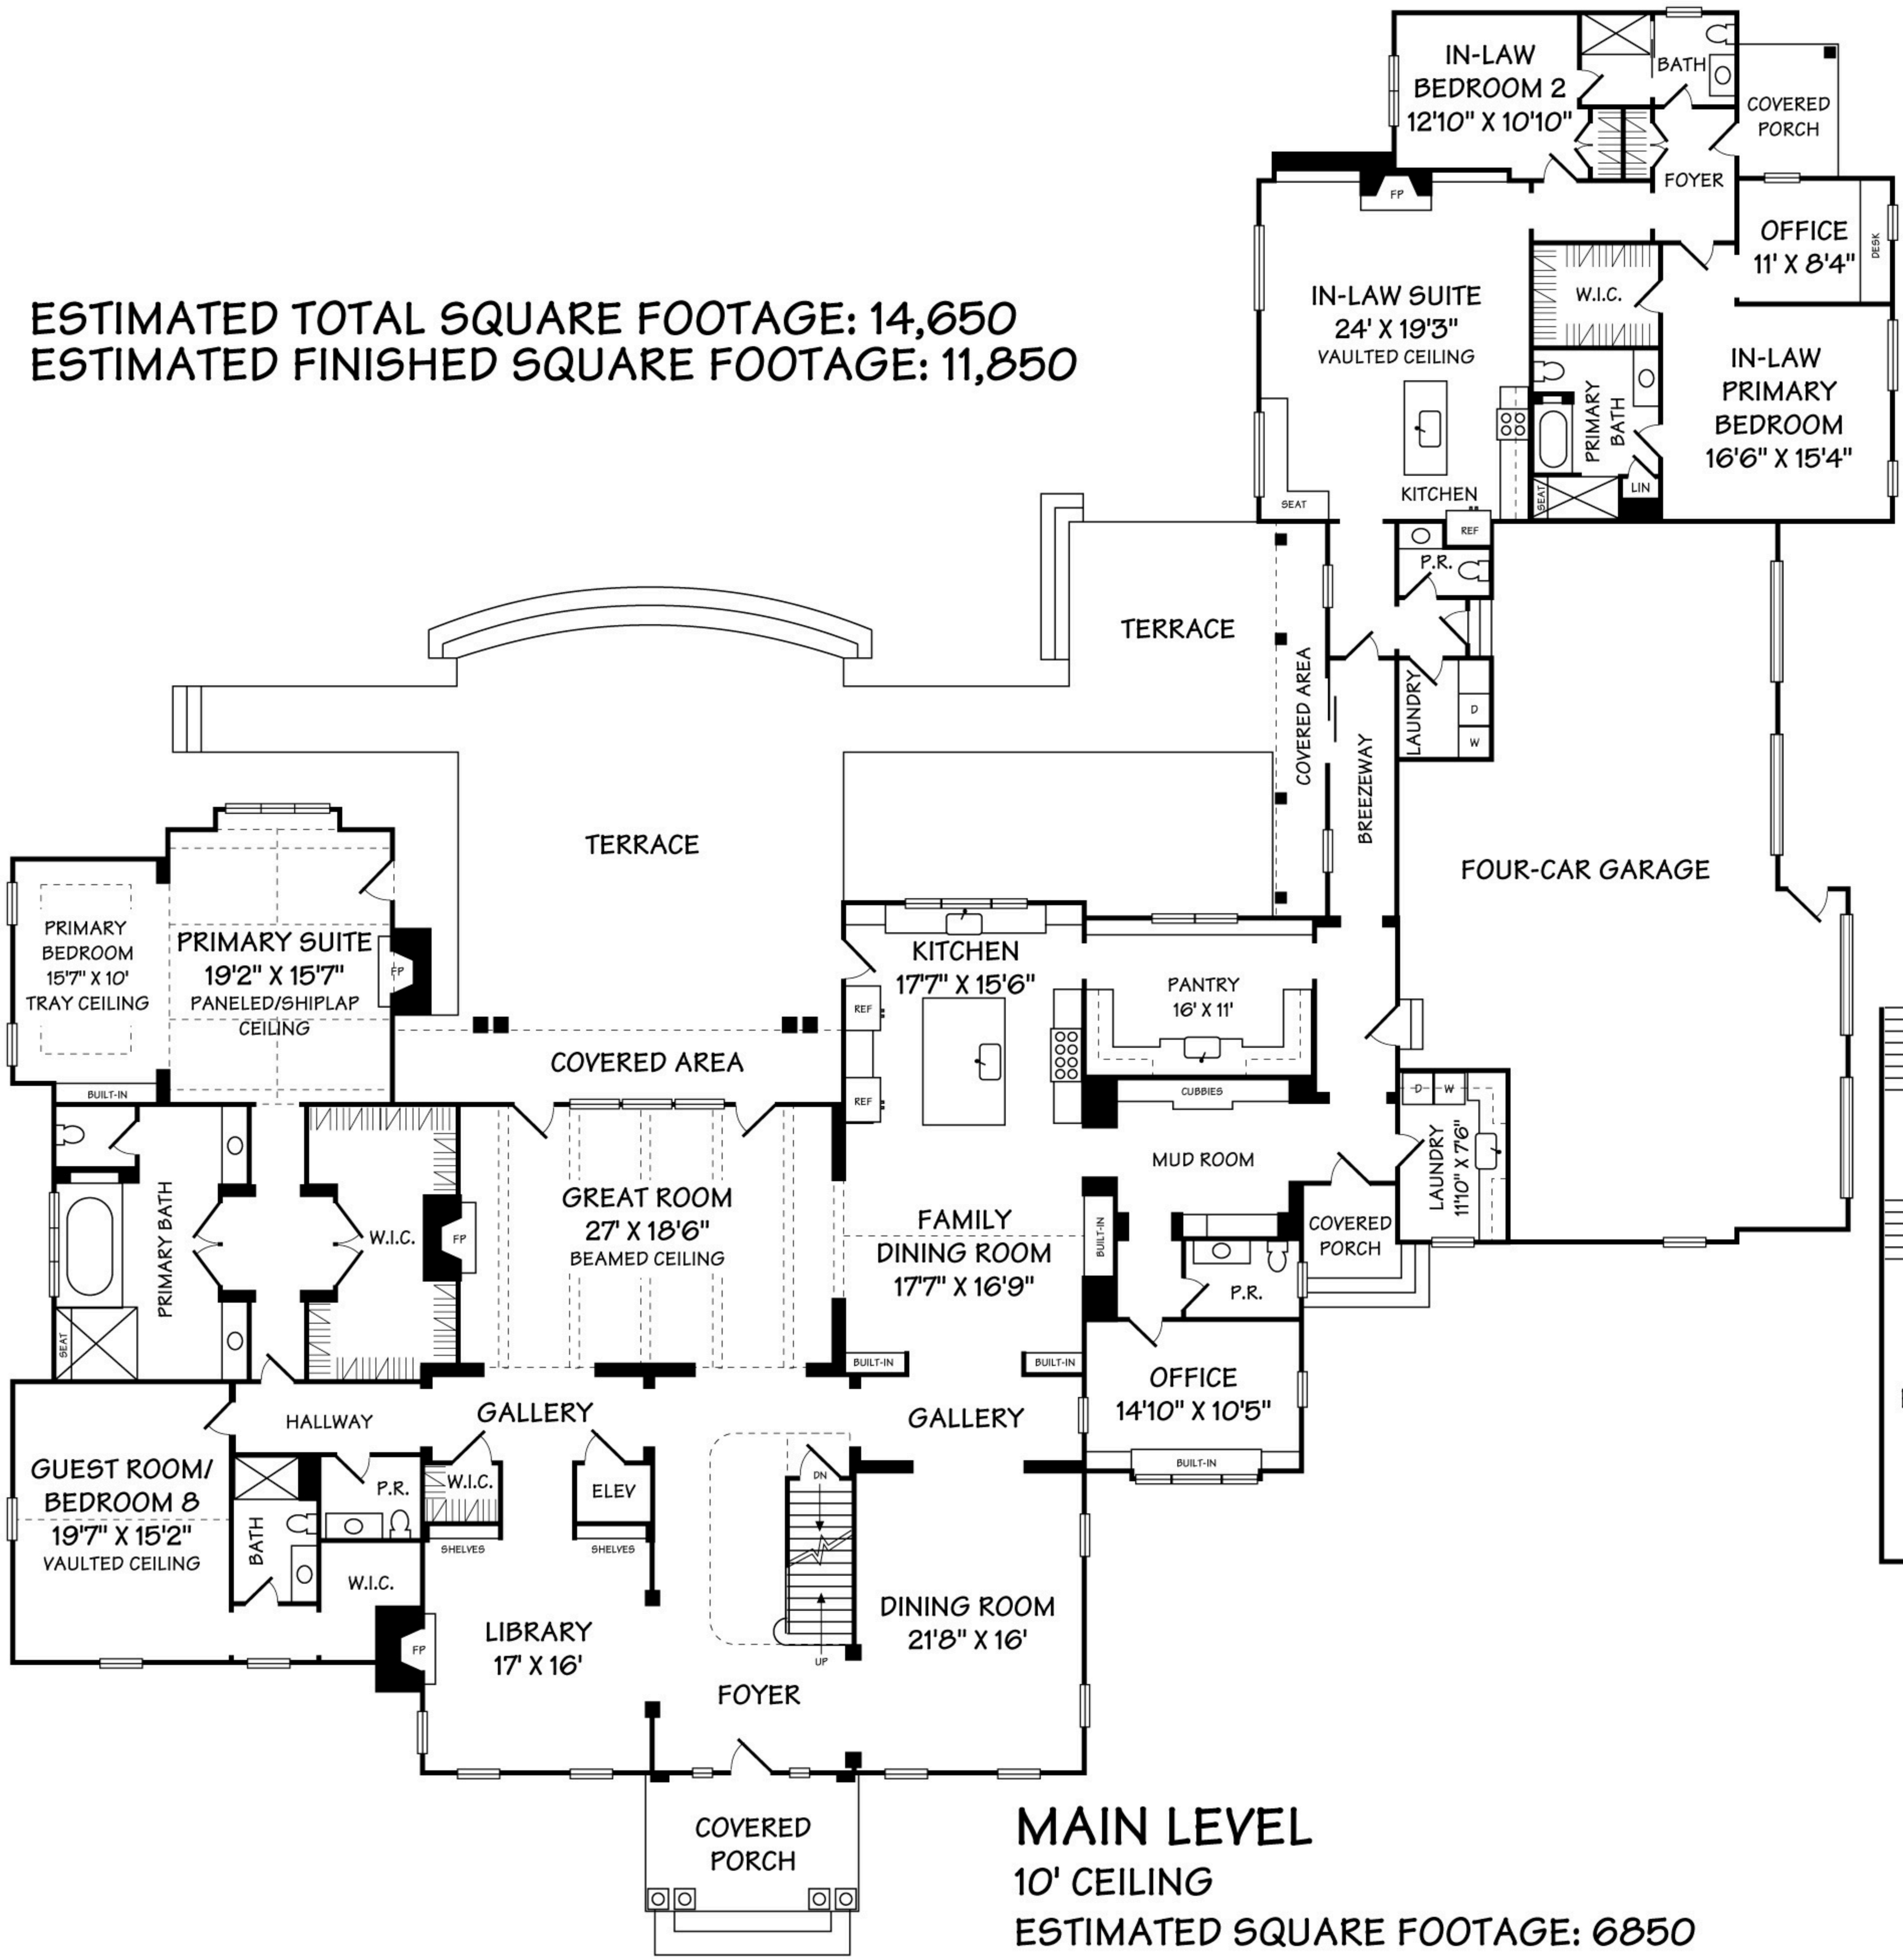 IN-LAW
BEDROOM 2
12'10" X 10'10"
BATH
COVERED
PORCH
FOYER
FP
OFFICE
11' X 8'4"
DESK
ESTIMATED TOTAL SQUARE FOOTAGE: 14,650
ESTIMATED FINISHED SQUARE FOOTAGE: 11,850
IN-LAW SUITE
24' X 19'3"
VAULTED CEILING
W.I.C.
IN-LAW
PRIMARY
BEDROOM
16'6" X 15'4"
PRIMARY
BATH
KITCHEN
SEAT
SEAT
LIN
REF
P.R.
TERRACE
COVERED AREA
LAUNDRY
D
W
BREEZEWAY
TERRACE
FOUR-CAR GARAGE
PRIMARY
BEDROOM
15'7" X 10'
TRAY CEILING
PRIMARY SUITE
19'2" X 15'7"
PANELED/SHIPLAP
CEILING
FP
BUILT-IN
COVERED AREA
KITCHEN
17'7" X 15'6"
REF
REF
PANTRY
16' X 11'
CUBBIES
MUD ROOM
D
W
LAUNDRY
11'10" X 7'6"
PRIMARY BATH
SEAT
W.I.C.
FP
GREAT ROOM
27' X 18'6"
BEAMED CEILING
FAMILY
DINING ROOM
17'7" X 16'9"
BUILT-IN
COVERED
PORCH
P.R.
BUILT-IN
BUILT-IN
OFFICE
14'10" X 10'5"
BUILT-IN
HALLWAY
GALLERY
GALLERY
GUEST ROOM/
BEDROOM 8
19'7" X 15'2"
VAULTED CEILING
BATH
P.R.
W.I.C.
W.I.C.
SHELVES
ELEV
SHELVES
DN
UP
FP
LIBRARY
17' X 16'
DINING ROOM
21'8" X 16'
FOYER
COVERED
PORCH
MAIN LEVEL
10' CEILING
ESTIMATED SQUARE FOOTAGE: 6850